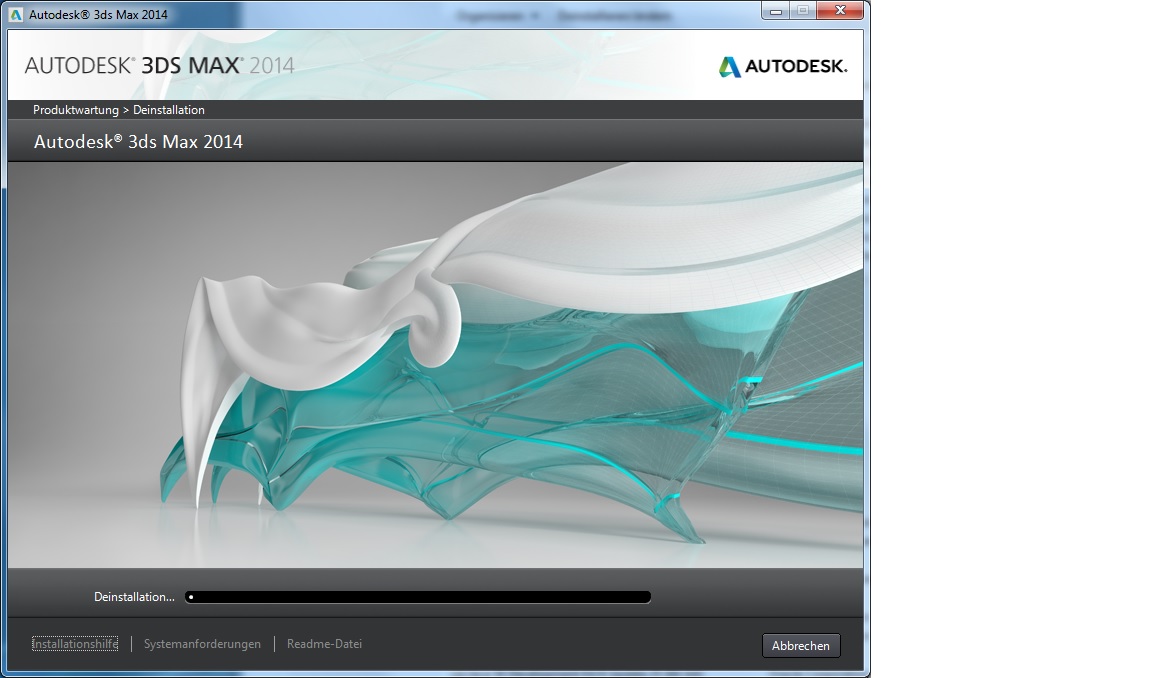 Autodesk® 3ds Max 2014
Organisieren
AUTODESK® 3DS MAX® 2014
AUTODESK.
Produktwartung > Deinstallation
Autodesk® 3ds Max 2014
Deinstallation...
Installationshilfe
Systemanforderungen
Readme-Datei
Abbrechen